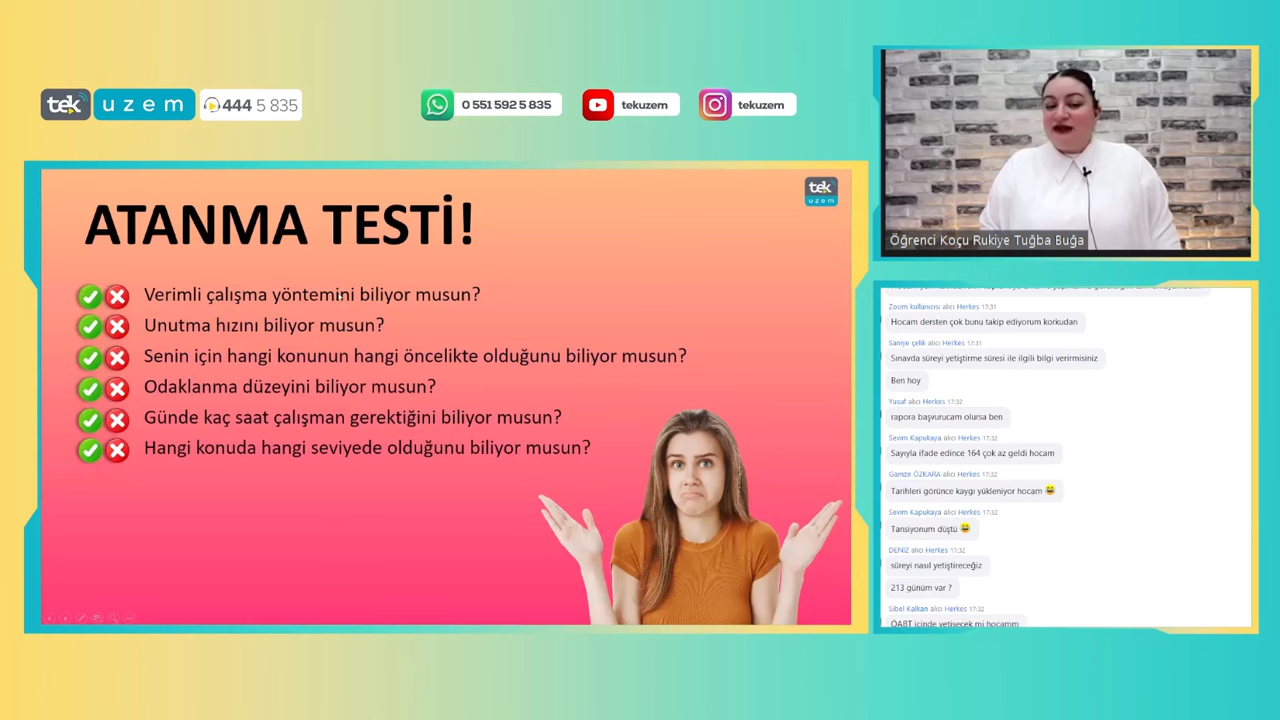 tek
uzem
444 5 835
0 551 592 5 835
tekuzem
tekuzem
tek
uzem
ATANMA TESTİ!
Verimli çalışma yöntemini biliyor musun?
Unutma hızını biliyor musun?
Senin için hangi konunun hangi öncelikte olduğunu biliyor musun?
Odaklanma düzeyini biliyor musun?
Günde kaç saat çalışman gerektiğini biliyor musun?
Hangi konuda hangi seviyede olduğunu biliyor musun?
Öğrenci Koçu Rukiye Tuğba Buğa
Zoom kullanıcısı alıcı Herkes 17:31
Hocam dersten çok bunu takip ediyorum korkudan
Saniye çelik alıcı Herkes 17:31
Sınavda süreyi yetiştirme süresi ile ilgili bilgi verirmisiniz
Ben hoy
Yusuf alıcı Herkes 17:32
rapora başvurucam olursa ben
Sevim Kapukaya alıcı Herkes 17:32
Sayıyla ifade edince 164 çok az geldi hocam
Gamze ÖZKARA alıcı Herkes 17:32
Tarihleri görünce kaygı yükleniyor hocam
Sevim Kapukaya alıcı Herkes 17:32
Tansiyonum düştü
DENİZ alıcı Herkes 17:32
süreyi nasıl yetiştireceğiz
213 günüm var ?
Sibel Kalkan alıcı Herkes 17:32
ÖABT içinde yetişecek mi hocamm